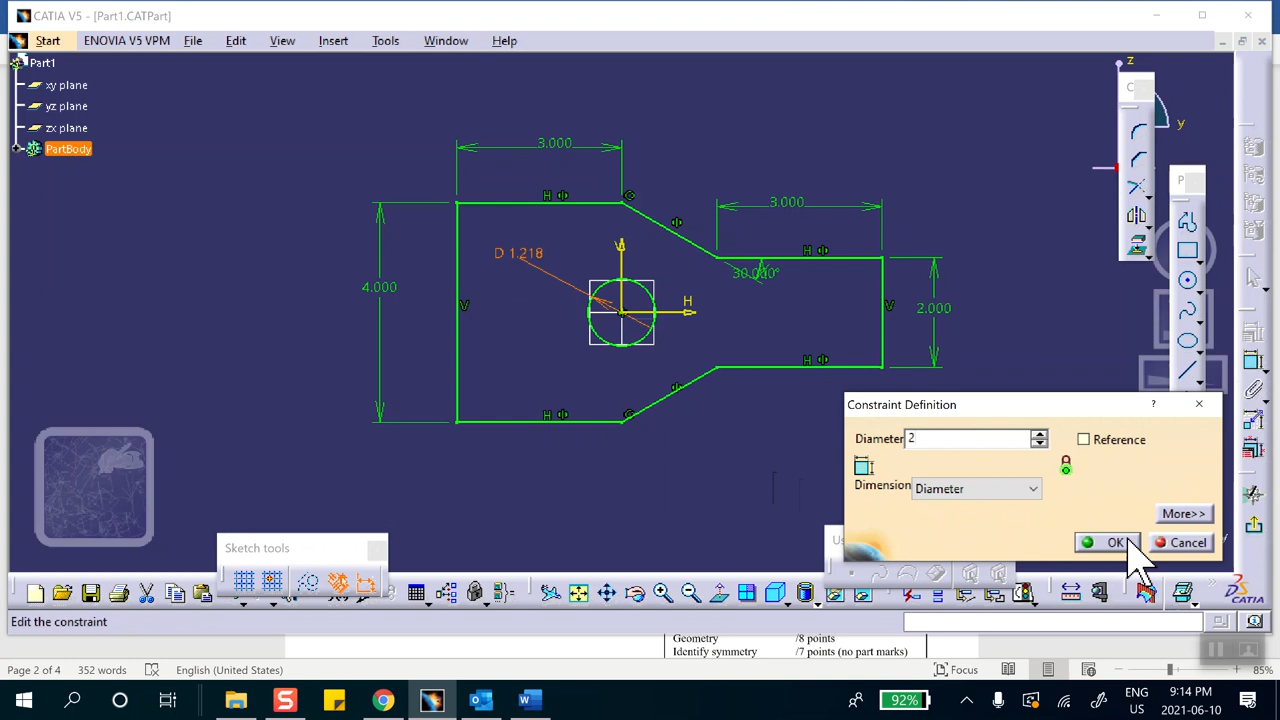 CATIA V5 - [Part1.CATPart]
Start ENOVIA V5 VPM File Edit View Insert Tools Window Help
Part1
xy plane
yz plane
zx plane
PartBody
z
y
C
P
3.000
H
3.000
D 1.218
V
H
30.000°
4.000
V
H
V
2.000
H
H
Constraint Definition ?
Diameter 2
Reference
Dimension Diameter
More>>
OK Cancel
Sketch tools
Us
CATIA
Edit the constraint
Geometry /8 points
Identify symmetry /7 points (no part marks)
Page 2 of 4 352 words English (United States) Focus 85%
92% ENG US 9:14 PM 2021-06-10